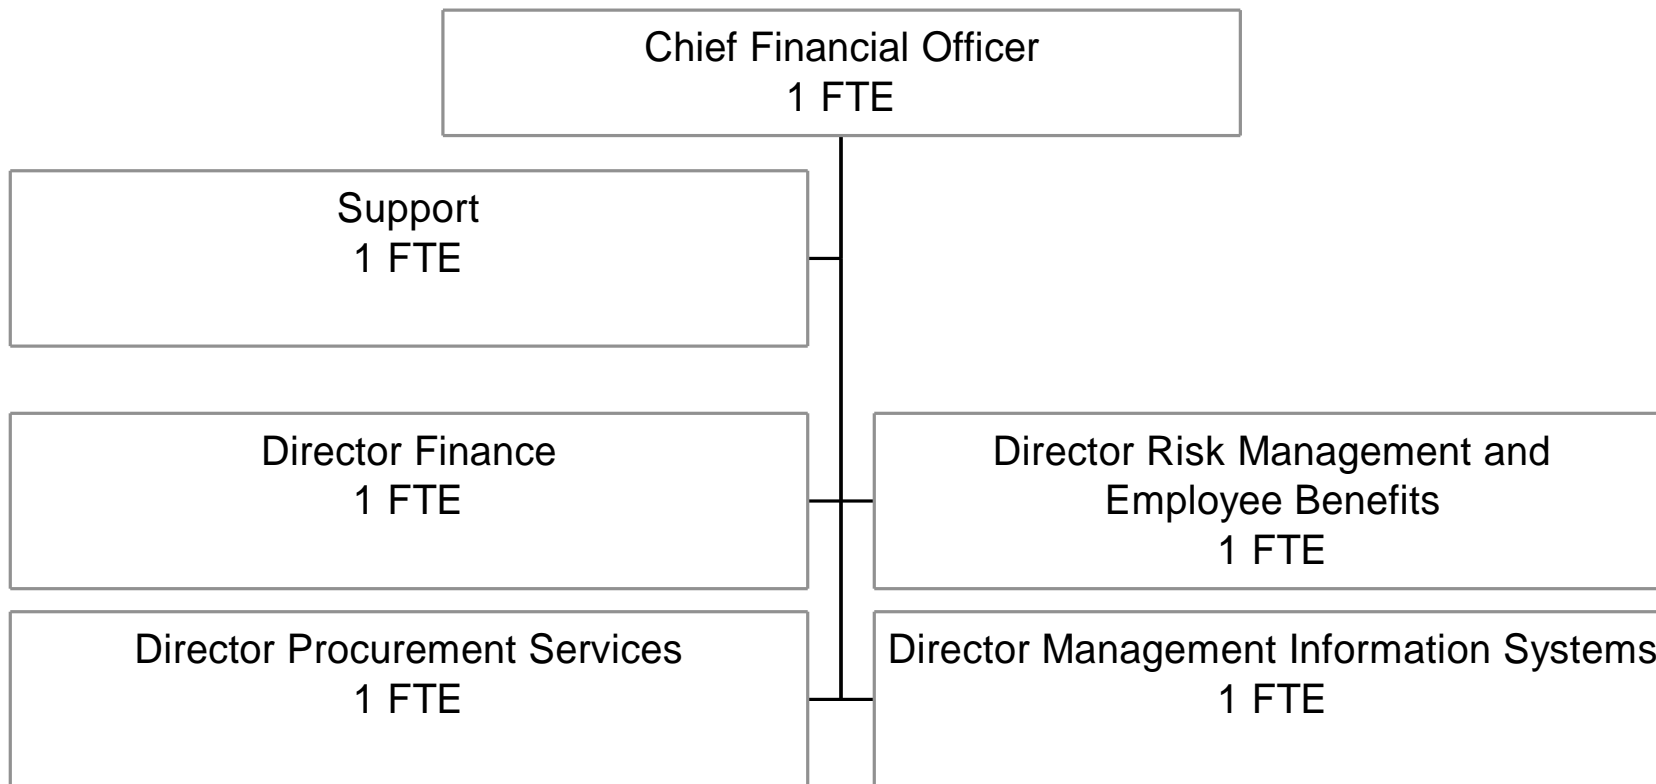 Chief Financial Officer
1 FTE
Support
1 FTE
Director Finance
1 FTE
Director Risk Management and
Employee Benefits
1 FTE
Director Procurement Services
1 FTE
Director Management Information Systems
1 FTE